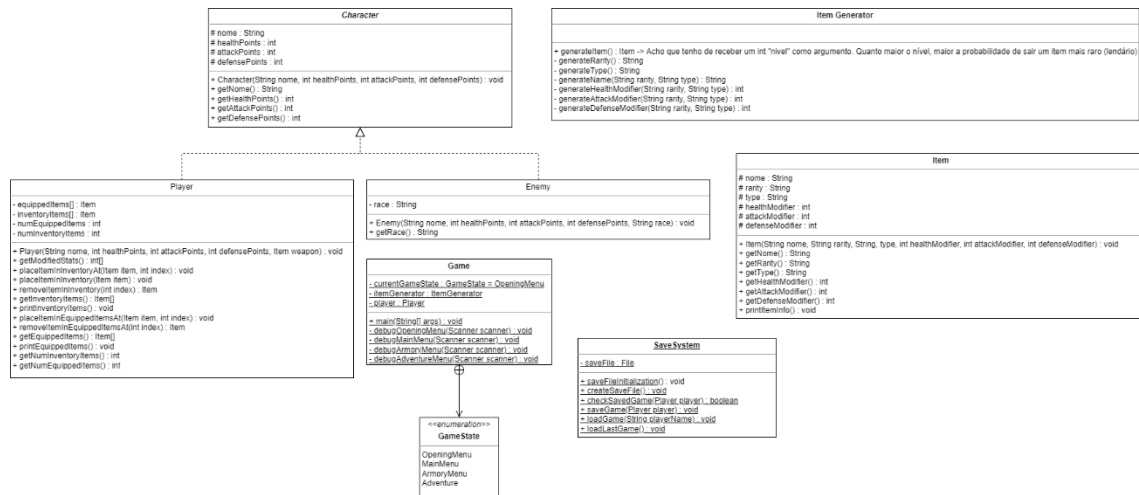 Character
# nome : String
# healthPoints : int
# attackPoints : int
# defensePoints : int
+ Character(String nome, int healthPoints, int attackPoints, int defensePoints) : void
+ getNome() : String
+ getHealthPoints() : int
+ getAttackPoints() : int
+ getDefensePoints() : int
Item Generator
+ generateItem() : Item -> Acho que tenho de receber um int "nível" como argumento. Quanto maior o nível, maior a probabilidade de sair um item mais raro (lendário)
- generateRarity() : String
- generateType() : String
- generateName(String rarity, String type) : String
- generateHealthModifier(String rarity, String type) : int
- generateAttackModifier(String rarity, String type) : int
- generateDefenseModifier(String rarity, String type) : int
Player
- equippedItems[] : Item
- inventoryItems[] : Item
- numEquippedItems : int
- numInventoryItems : int
+ Player(String nome, int healthPoints, int attackPoints, int defensePoints, Item weapon) : void
+ getModifiedStats() : int[]
+ placeItemInInventoryAt(Item item, int index) : void
+ placeItemInInventory(Item item) : void
+ removeItemInInventory(int index) : Item
+ getInventoryItems() : Item[]
+ printInventoryItems() : void
+ placeItemInEquippedItemsAt(Item item, int index) : void
+ removeItemInEquippedItemsAt(int index) : Item
+ getEquippedItems() : Item[]
+ printEquippedItems() : void
+ getNumInventoryItems() : int
+ getNumEquippedItems() : int
Enemy
- race : String
+ Enemy(String nome, int healthPoints, int attackPoints, int defensePoints, String race) : void
+ getRace() : String
Item
# nome : String
# rarity : String
# type : String
# healthModifier : int
# attackModifier : int
# defenseModifier : int
+ Item(String nome, String rarity, String, type, int healthModifier, int attackModifier, int defenseModifier) : void
+ getNome() : String
+ getRarity() : String
+ getType() : String
+ getHealthModifier() : int
+ getAttackModifier() : int
+ getDefenseModifier() : int
+ printItemInfo() : void
Game
- currentGameState : GameState = OpeningMenu
- itemGenerator : ItemGenerator
- player : Player
+ main(String[] args) : void
- debugOpeningMenu(Scanner scanner) : void
- debugMainMenu(Scanner scanner) : void
- debugArmoryMenu(Scanner scanner) : void
- debugAdventureMenu(Scanner scanner) : void
SaveSystem
- saveFile : File
+ saveFileInitialization() : void
+ createSaveFile() : void
+ checkSavedGame(Player player) : boolean
+ saveGame(Player player) : void
+ loadGame(String playerName) : void
+ loadLastGame() : void
<<enumeration>>
GameState
OpeningMenu
MainMenu
ArmoryMenu
Adventure